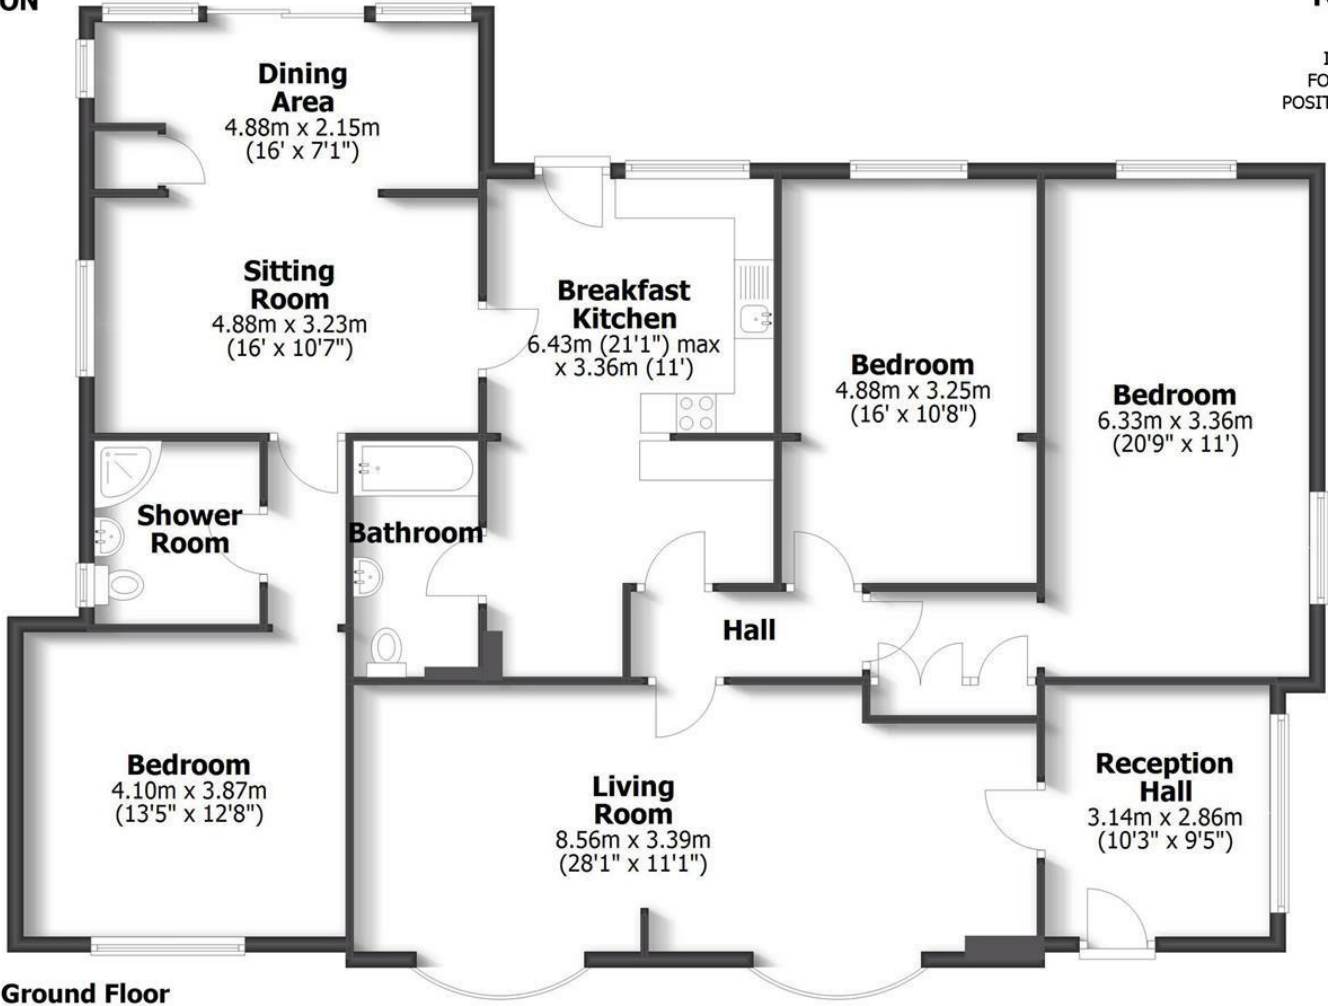 Dining
Area
4.88m x 2.15m
(16' x 7'1")
Sitting
Room
4.88m x 3.23m
(16' x 10'7")
Breakfast
Kitchen
6.43m (21'1") max
x 3.36m (11')
Bedroom
4.88m x 3.25m
(16' x 10'8")
Bedroom
6.33m x 3.36m
(20'9" x 11')
Shower
Room
Bathroom
Hall
Bedroom
4.10m x 3.87m
(13'5" x 12'8")
Living
Room
8.56m x 3.39m
(28'1" x 11'1")
Reception
Hall
3.14m x 2.86m
(10'3" x 9'5")
Ground Floor